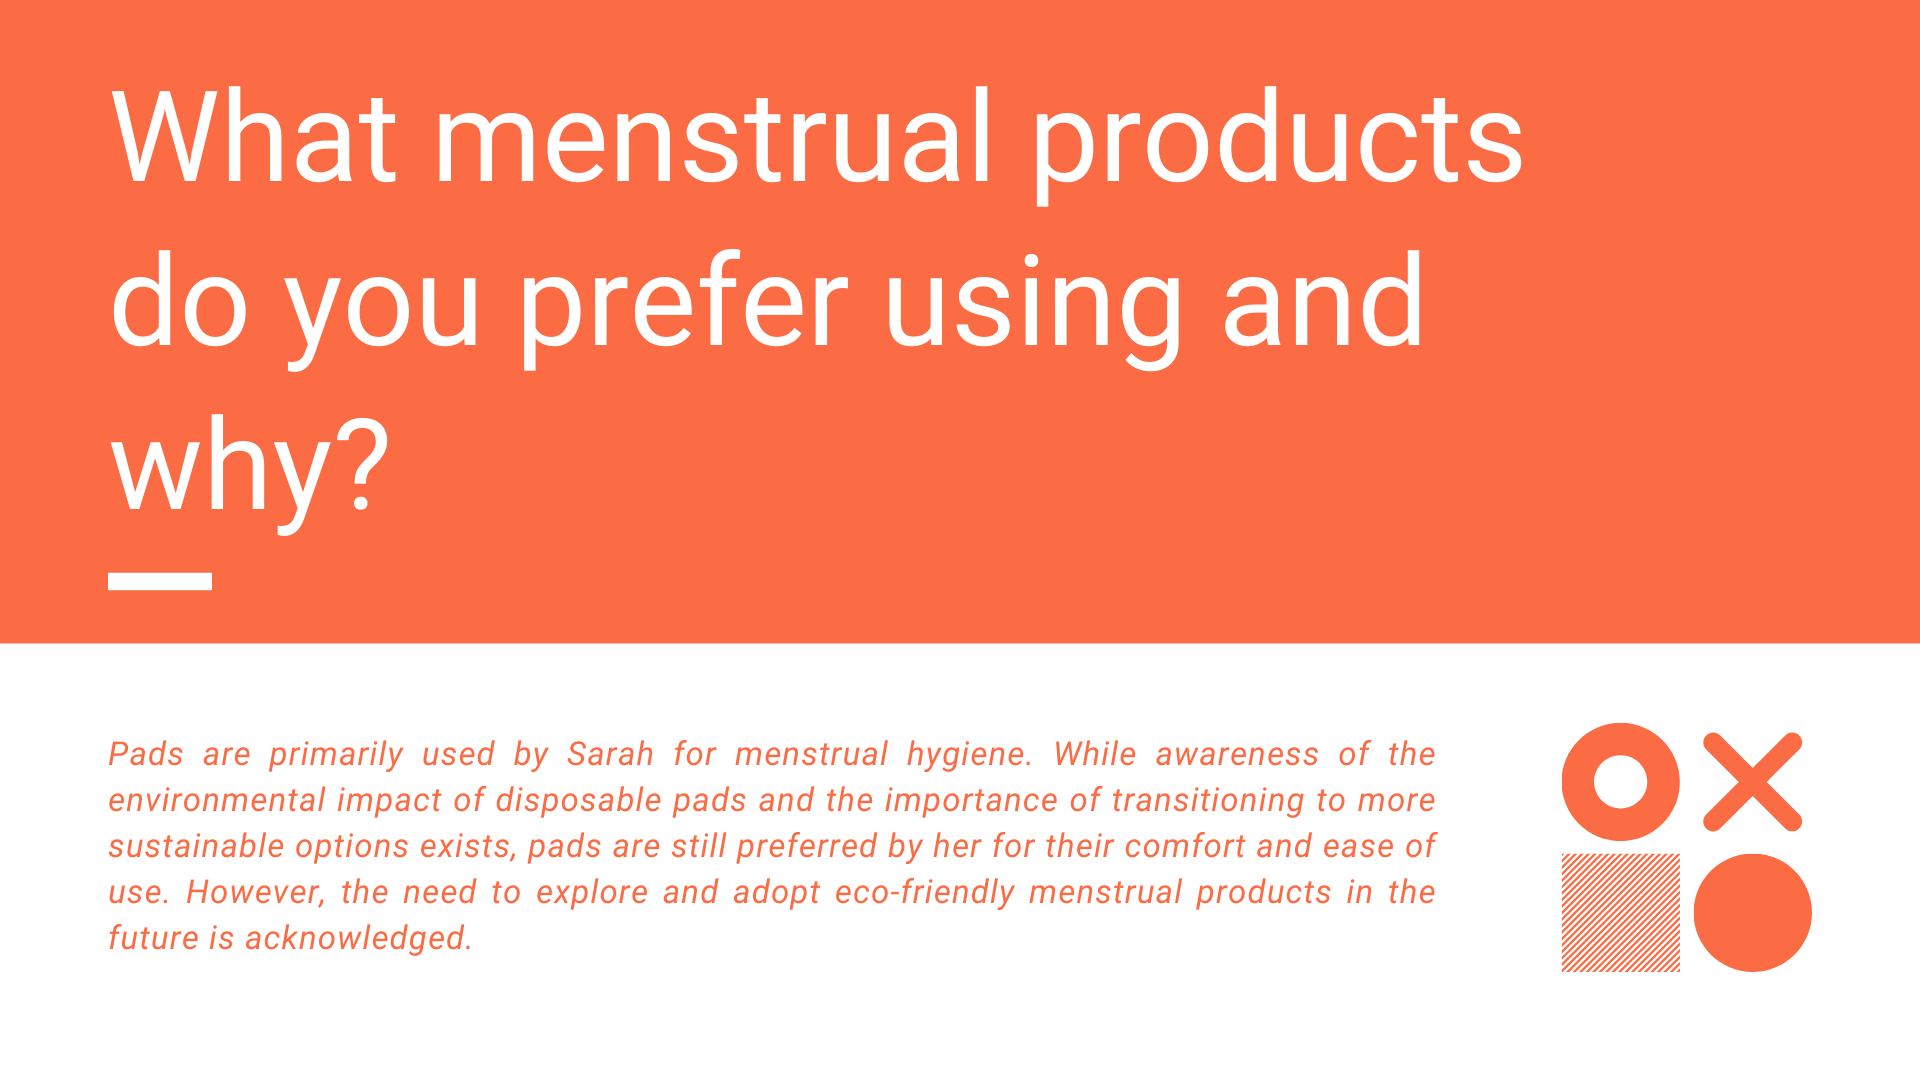 What menstrual products
do you prefer using and
why?
Pads are primarily used by Sarah for menstrual hygiene. While awareness of the
environmental impact of disposable pads and the importance of transitioning to more
sustainable options exists, pads are still preferred by her for their comfort and ease of
use. However, the need to explore and adopt eco-friendly menstrual products in the
future is acknowledged.